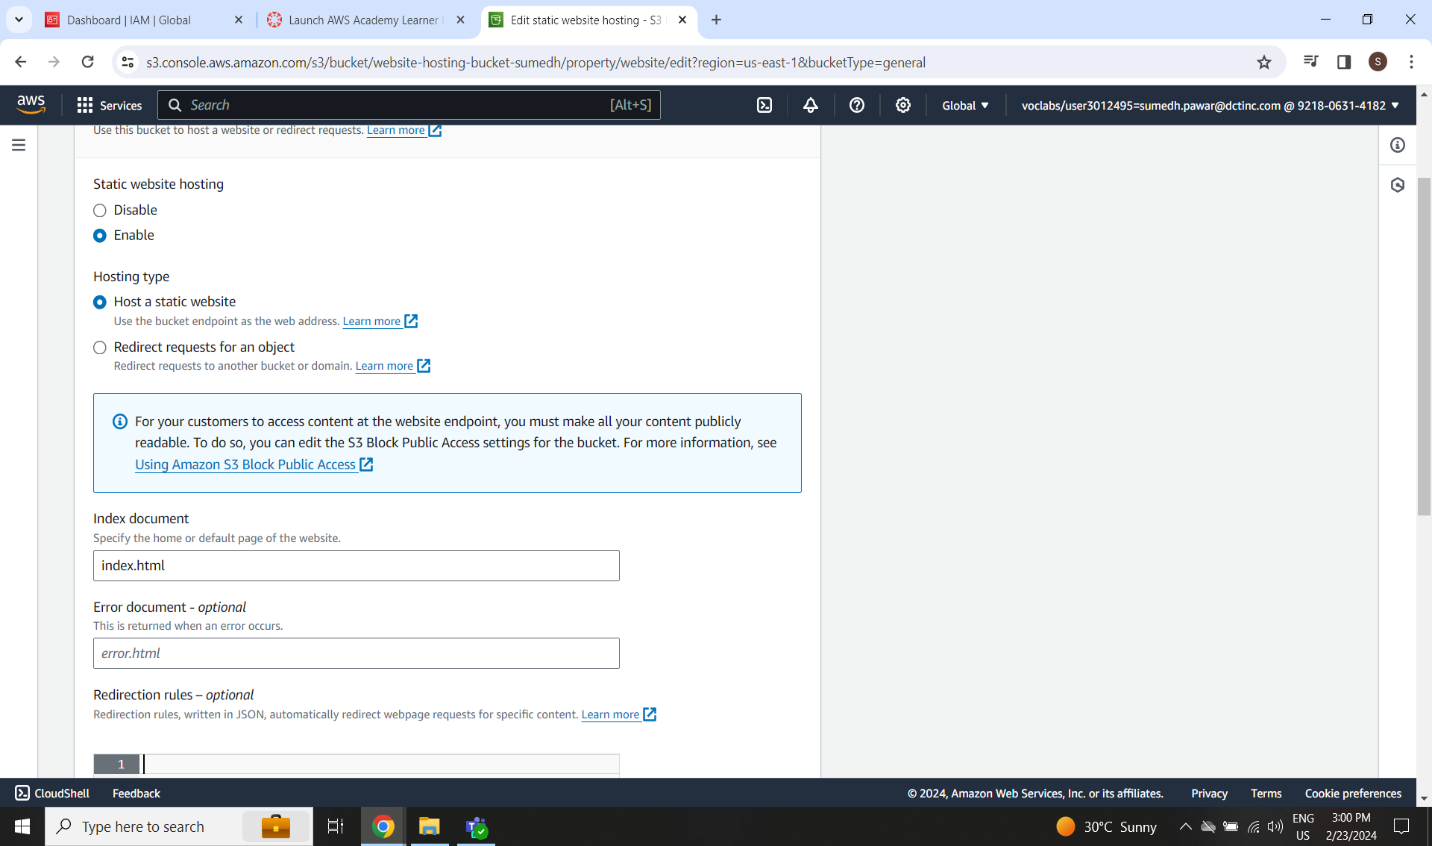 Dashboard | IAM | Global
Launch AWS Academy Learner
Edit static website hosting - S3
s3.console.aws.amazon.com/s3/bucket/website-hosting-bucket-sumedh/property/website/edit?region=us-east-1&bucketType=general
S
aws
Services
Search
[Alt+S]
Global
voclabs/user3012495=sumedh.pawar@dctinc.com @ 9218-0631-4182
Use this bucket to host a website or redirect requests. Learn more
Static website hosting
Disable
Enable
Hosting type
Host a static website
Use the bucket endpoint as the web address. Learn more
Redirect requests for an object
Redirect requests to another bucket or domain. Learn more
For your customers to access content at the website endpoint, you must make all your content publicly
readable. To do so, you can edit the S3 Block Public Access settings for the bucket. For more information, see
Using Amazon S3 Block Public Access
Index document
Specify the home or default page of the website.
index.html
Error document - optional
This is returned when an error occurs.
error.html
Redirection rules – optional
Redirection rules, written in JSON, automatically redirect webpage requests for specific content. Learn more
1
CloudShell
Feedback
© 2024, Amazon Web Services, Inc. or its affiliates.
Privacy
Terms
Cookie preferences
Type here to search
30°C Sunny
ENG
US
3:00 PM
2/23/2024